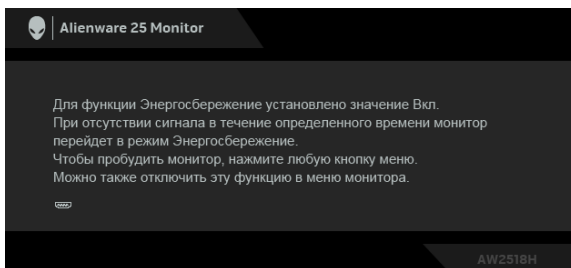 Alienware 25 Monitor
Для функции Энергосбережение установлено значение Вкл.
При отсутствии сигнала в течение определенного времени монитор
перейдет в режим Энергосбережение.
Чтобы пробудить монитор, нажмите любую кнопку меню.
Можно также отключить эту функцию в меню монитора.
AW2518H